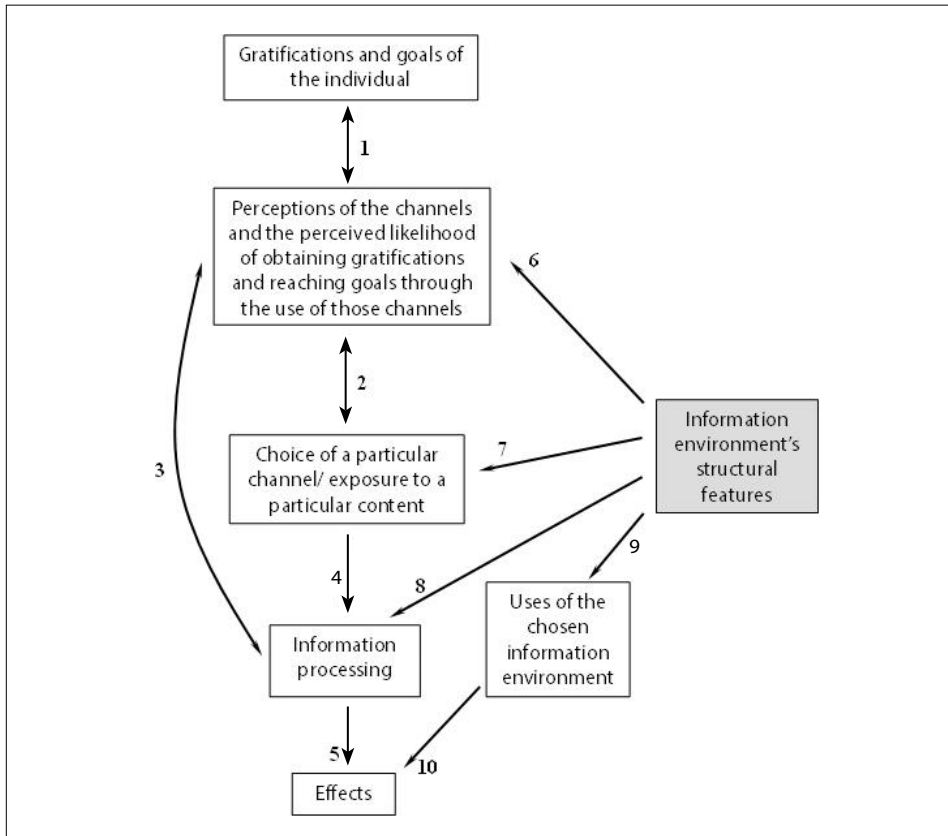 Gratifications and goals of
the individual
1
Perceptions of the channels
and the perceived likelihood
of obtaining gratifications
and reaching goals through
the use of those channels
6
2
Information
environment's
structural
features
7
Choice of a particular
channel/ exposure to a
particular content
3
9
4
8
Uses of the
chosen
information
environment
Information
processing
5
10
Effects